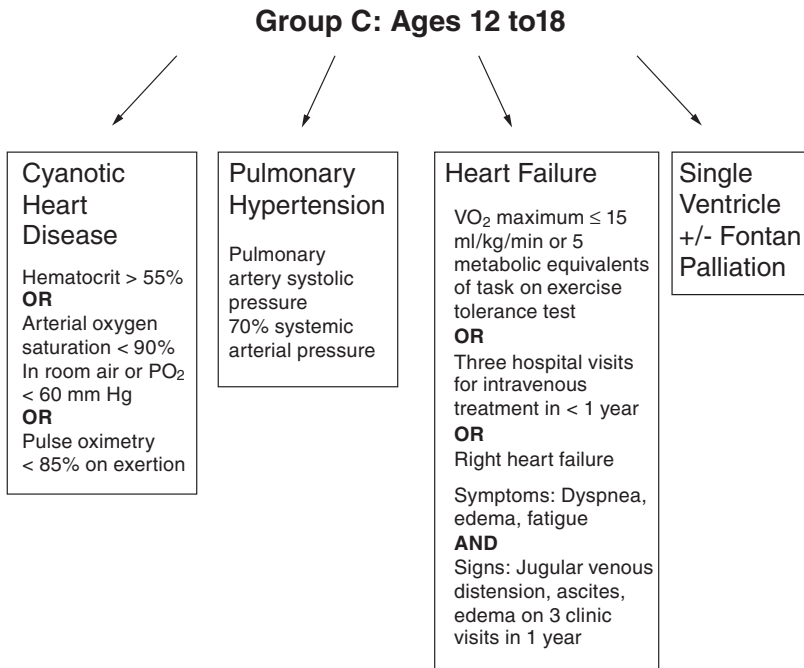 Group C: Ages 12 to18
Cyanotic
Heart
Disease
Hematocrit > 55%
OR
Arterial oxygen
saturation < 90%
In room air or PO₂
< 60 mm Hg
OR
Pulse oximetry
< 85% on exertion
Pulmonary
Hypertension
Pulmonary
artery systolic
pressure
70% systemic
arterial pressure
Heart Failure
VO₂ maximum ≤ 15
ml/kg/min or 5
metabolic equivalents
of task on exercise
tolerance test
OR
Three hospital visits
for intravenous
treatment in < 1 year
OR
Right heart failure
Symptoms: Dyspnea,
edema, fatigue
AND
Signs: Jugular venous
distension, ascites,
edema on 3 clinic
visits in 1 year
Single
Ventricle
+/- Fontan
Palliation